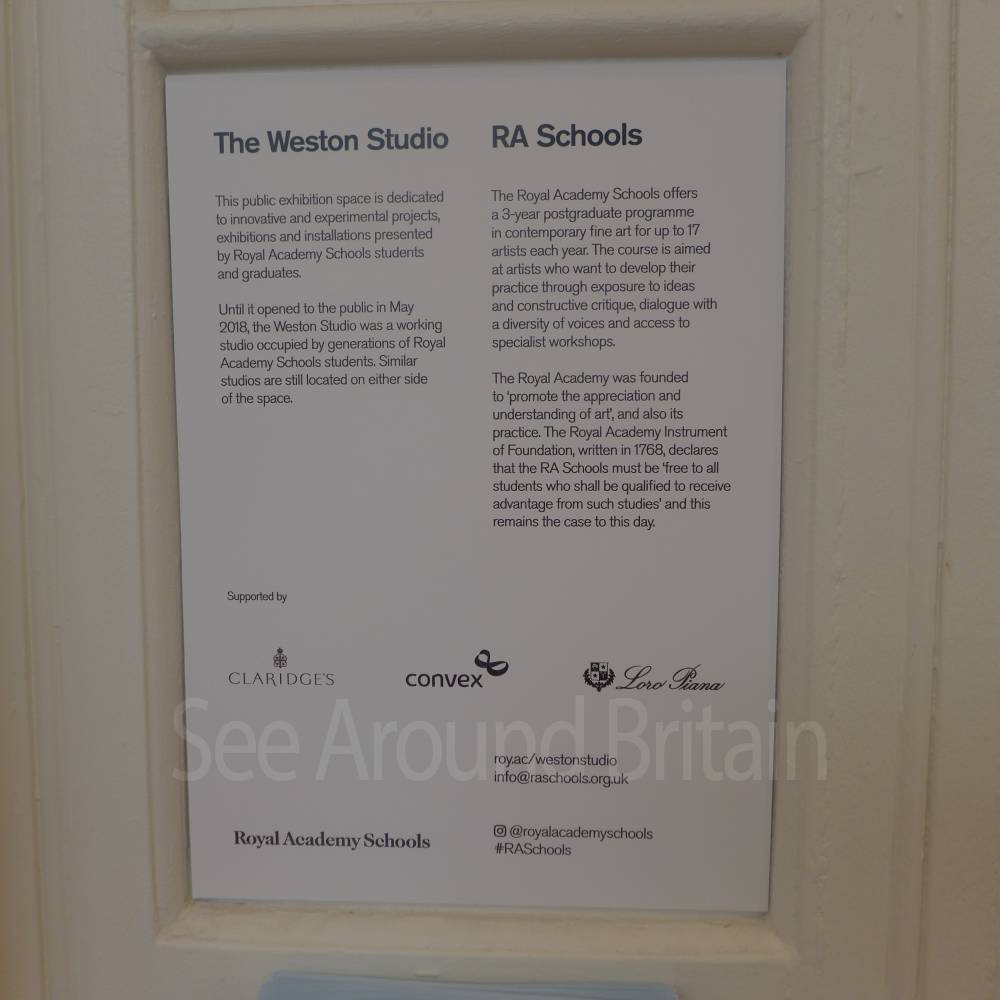 The Weston Studio
This public exhibition space is dedicated
to innovative and experimental projects,
exhibitions and installations presented
by Royal Academy Schools students
and graduates.
Until it opened to the public in May
2018, the Weston Studio was a working
studio occupied by generations of Royal
Academy Schools students. Similar
studios are still located on either side
of the space.
RA Schools
The Royal Academy Schools offers
a 3-year postgraduate programme
in contemporary fine art for up to 17
artists each year. The course is aimed
at artists who want to develop their
practice through exposure to ideas
and constructive critique, dialogue with
a diversity of voices and access to
specialist workshops.
The Royal Academy was founded
to ‘promote the appreciation and
understanding of art’, and also its
practice. The Royal Academy Instrument
of Foundation, written in 1768, declares
that the RA Schools must be ‘free to all
students who shall be qualified to receive
advantage from such studies’ and this
remains the case to this day.
Supported by
CLARIDGE'S
convex
Loro Piana
See Around Britain
roy.ac/westonstudio
info@raschools.org.uk
Royal Academy Schools
@royalacademyschools
#RASchools